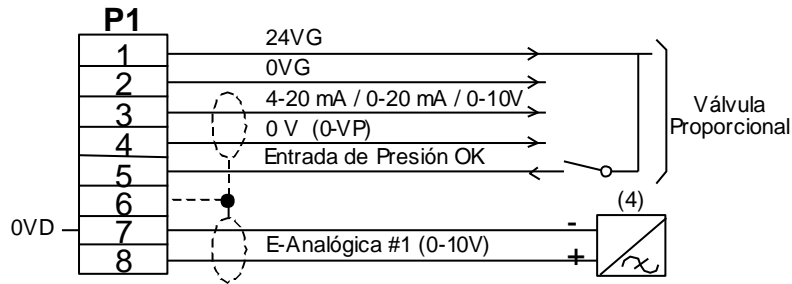 P1
1 24VG
2 0VG
3 4-20 mA / 0-20 mA / 0-10V
4 0 V (0-VP)
5 Entrada de Presión OK
Válvula
Proporcional
6
(4)
0VD 7 -
8 E-Analógica #1 (0-10V) +